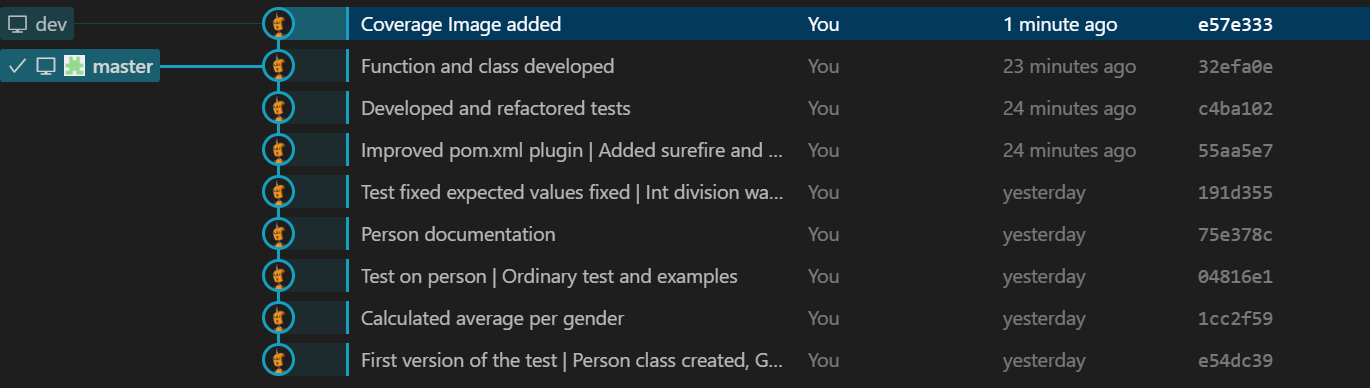 dev Coverage Image added You 1 minute ago e57e333
master Function and class developed You 23 minutes ago 32efa0e
Developed and refactored tests You 24 minutes ago c4ba102
Improved pom.xml plugin | Added surefire and ... You 24 minutes ago 55aa5e7
Test fixed expected values fixed | Int division wa... You yesterday 191d355
Person documentation You yesterday 75e378c
Test on person | Ordinary test and examples You yesterday 04816e1
Calculated average per gender You yesterday 1cc2f59
First version of the test | Person class created, G... You yesterday e54dc39